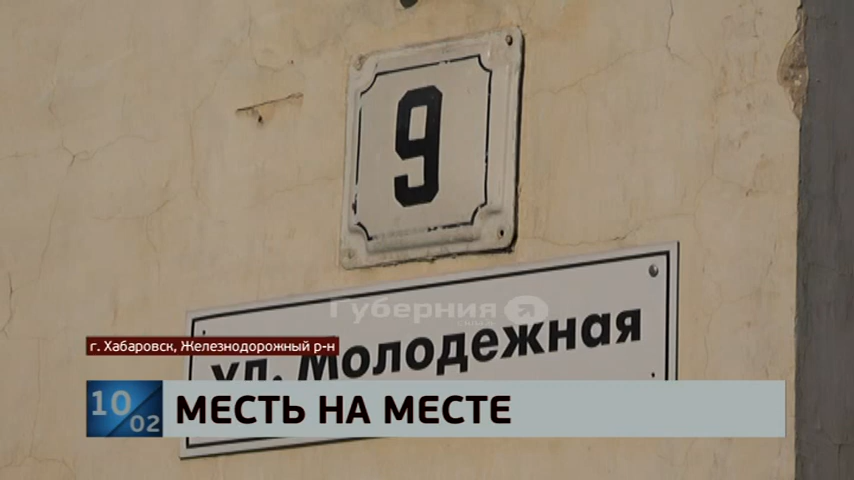 9
Губерния
ул. Молодежная
г. Хабаровск, Железнодорожный р-н
10 02
МЕСТЬ НА МЕСТЕ